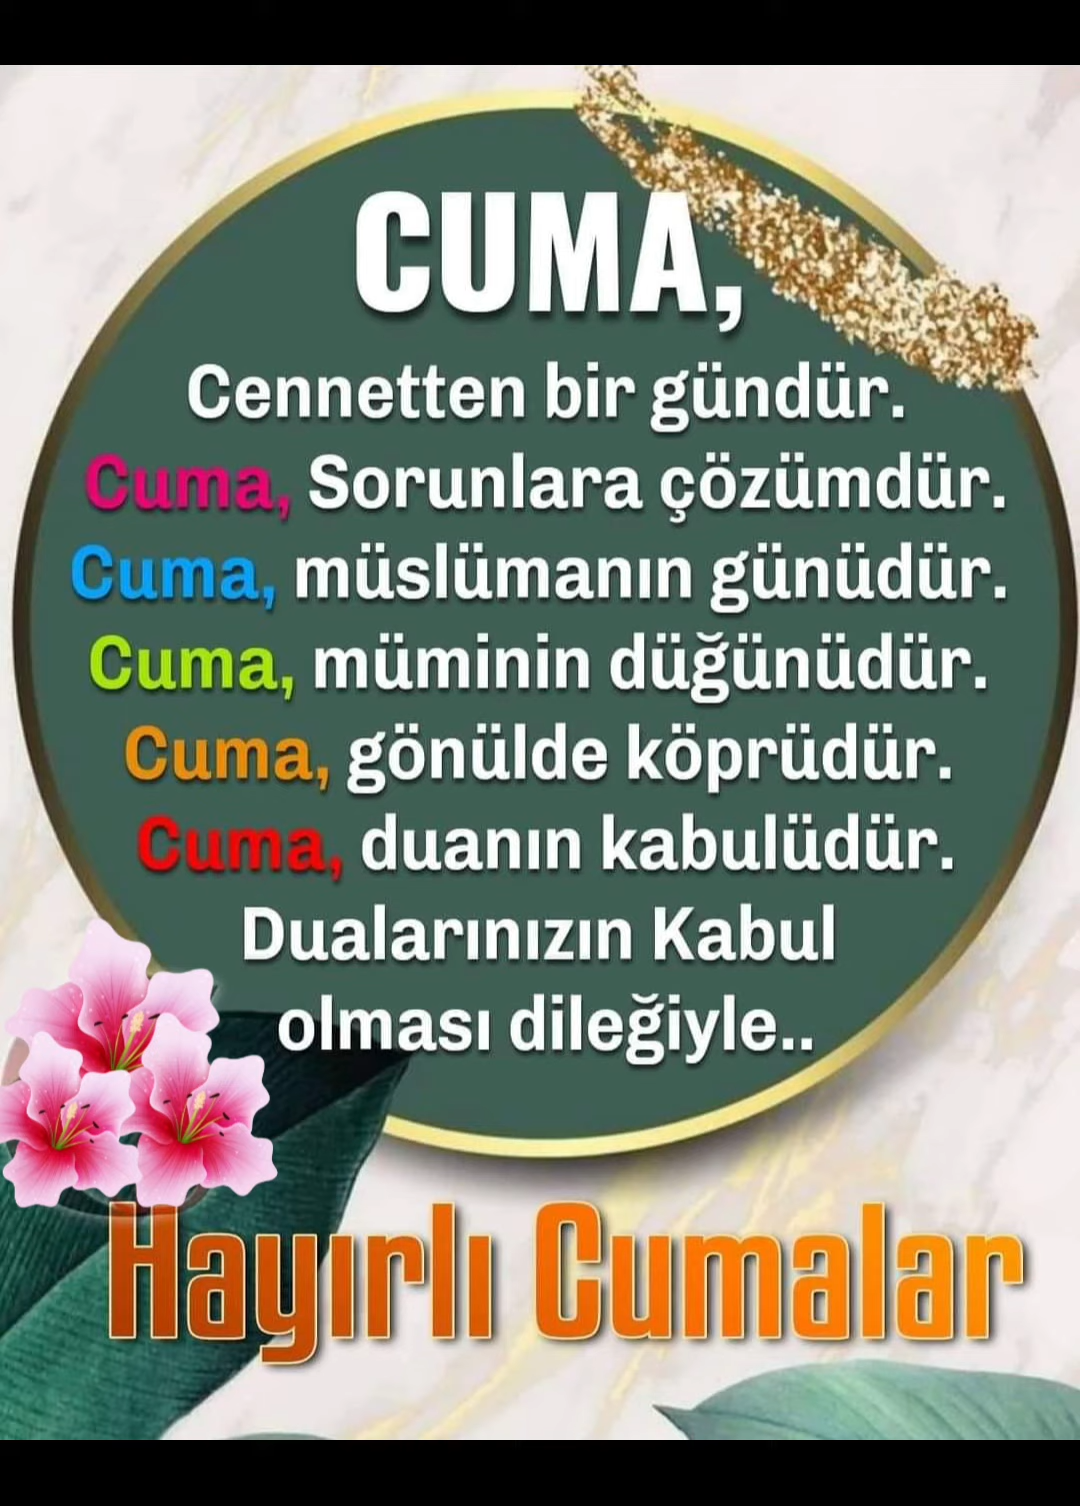 CUMA,
Cennetten bir gündür.
Cuma, Sorunlara çözümdür.
Cuma, müslümanın günüdür.
Cuma, müminin düğünüdür.
Cuma, gönülde köprüdür.
Cuma, duanın kabulüdür.
Dualarınızın Kabul
olması dileğiyle..
Hayırlı Cumalar